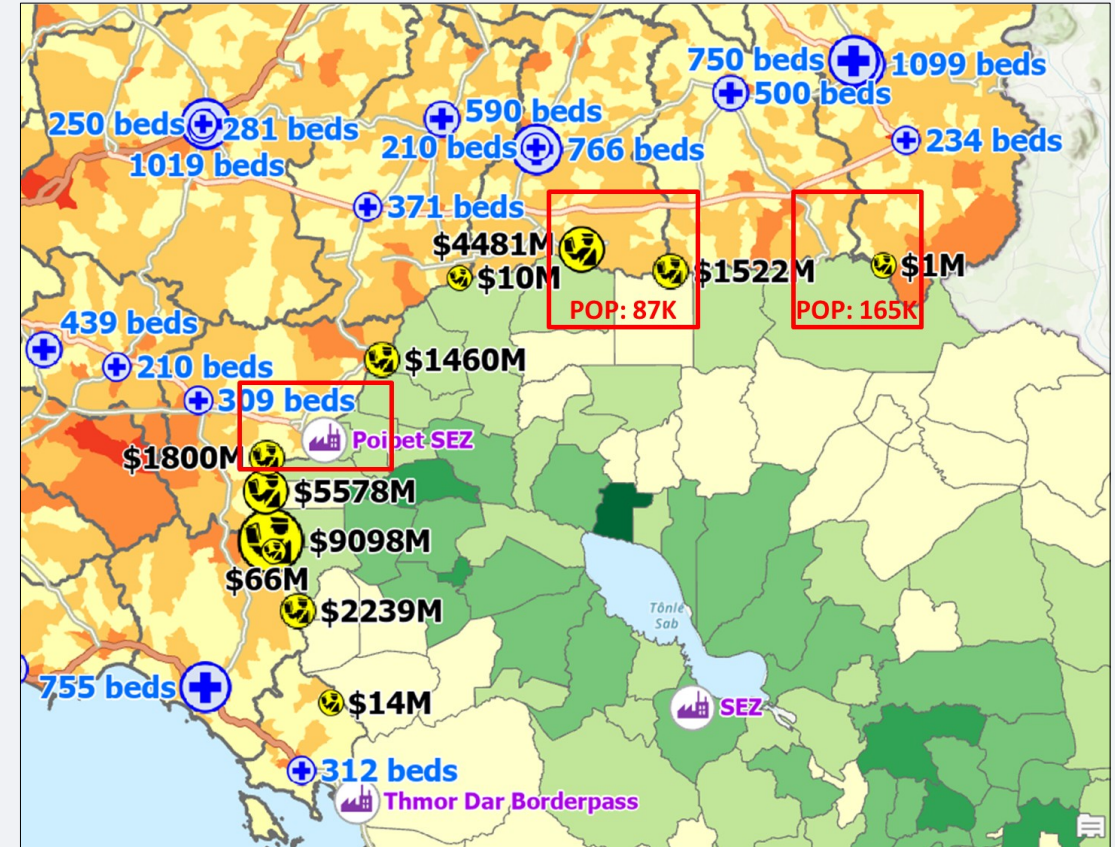 750 beds
1099 beds
500 beds
590 beds
250 beds
281 beds
234 beds
210 beds
766 beds
1019 beds
371 beds
$4481M
$10M
$1522M
$1M
POP: 87K
POP: 165K
439 beds
$1460M
210 beds
309 beds
Poipet SEZ
$1800M
$5578M
$9098M
$66M
$2239M
Tônlé
Sab
755 beds
$14M
SEZ
312 beds
Thmor Dar Borderpass